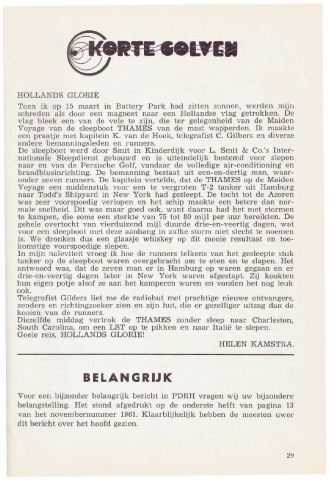 KORTE GOLVEN
HOLLANDS GLORIE
Toen ik op 15 maart in Battery Park had zitten zonnen, werden mijn
schreden als door een magneet naar een Hollandse vlag getrokken. De
vlag bleek een van de vele te zijn, die ter gelegenheid van de Maiden
Voyage van de sleepboot THAMES van de mast wapperden. Ik maakte
een praatje met kapitein K. van de Hoek, telegrafist C. Gilbers en diverse
andere bemanningsleden en runners.
De sleepboot werd door Smit in Kinderdijk voor L. Smit & Co.'s Inter-
nationale Sleepdienst gebouwd en is uiteindelijk bestemd voor slepen
naar en van de Perzische Golf, vandaar de volledige air-conditioning en
brandblusinrichting. De bemanning bestaat uit een-en-dertig man, waar-
onder zeven runners. De kapitein vertelde, dat de THAMES op de Maiden
Voyage een middenstuk voor een te vergroten T-2 tanker uit Hamburg
naar Todd's Shipyard in New York had gesleept. De tocht tot de Azoren
was zeer voorspoedig verlopen en het schip maakte een betere dan nor-
male snelheid. Dit was ook maar goed ook, want daarna had het met stormen
te kampen, die soms een sterkte van 75 tot 80 mijl per uur bereikten. De
gehele overtocht van vierduizend mijl duurde drie-en-veertig dagen, wat
voor een sleepboot met dergelijke aanhang in zulke stormen niet slecht te noemen
is. We dronken dus een glaasje whiskey op dit mooie resultaat en toe-
komstige voorspoedige slepen.
In mijn naïeviteit vroeg ik hoe de runners telkens van het gesleepte stuk
tanker op de sleepboot waren overgebracht om te eten en te slapen. Het
antwoord was, dat de zeven man er in Hamburg op waren gegaan en er
drie-en-veertig dagen later in New York waren afgestapt. Zij kookten
hun eigen potje alsof ze aan het kamperen waren en vonden het nog leuk
ook.
Telegrafist Gilders liet me de radiohut met prachtige nieuwe ontvangers,
zenders en richtingzoeker zien en zijn hut, die er gezelliger uitzag dan de
kooien van de runners.
Diezelfde middag vertrok de THAMES zonder sleep naar Charleston,
South Carolina, om een LST op te pikken en naar Italië te slepen.
Goeie reis, HOLLANDS GLORIE!
HELEN KAMSTRA.
BELANGRIJK
Voor een bijzonder belangrijk bericht in PDRH vragen wij uw bijzondere
belangstelling. Het stond afgedrukt op de onderste helft van pagina 13
van het novembernummer 1961. Klaarblijkelijk hebben de meesten uwer
dit bericht over het hoofd gezien.
29